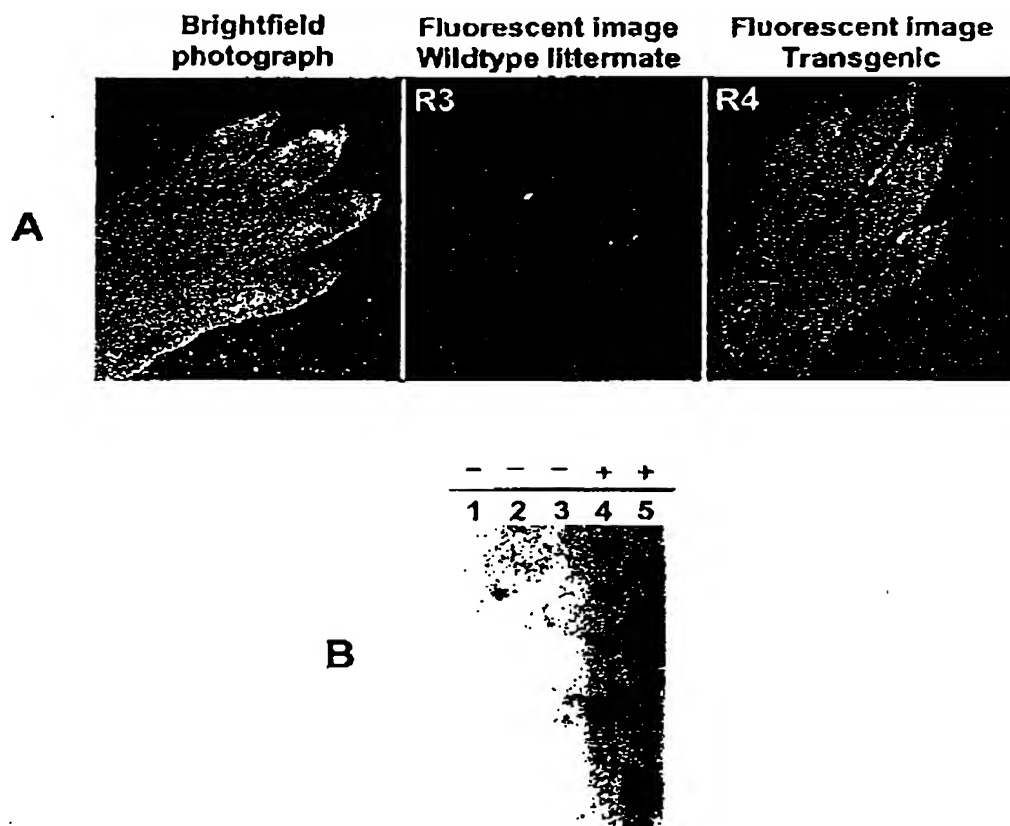 Brightfield photograph
Fluorescent image Wildtype littermate
Fluorescent image Transgenic
R3
R4
A
- - - + +
1 2 3 4 5
B